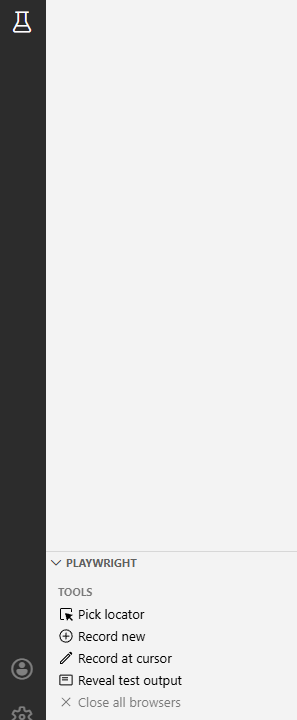 PLAYWRIGHT
TOOLS
Pick locator
Record new
Record at cursor
Reveal test output
Close all browsers